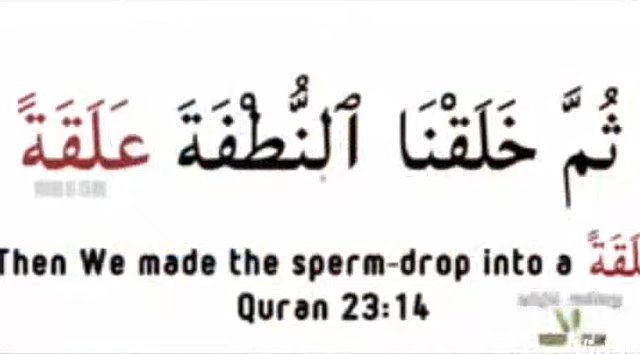 ثُمَّ خَلَقْنَا ٱلنُّطْفَةَ عَلَقَةً
Then We made the sperm-drop into a عَلَقَةً
Quran 23:14